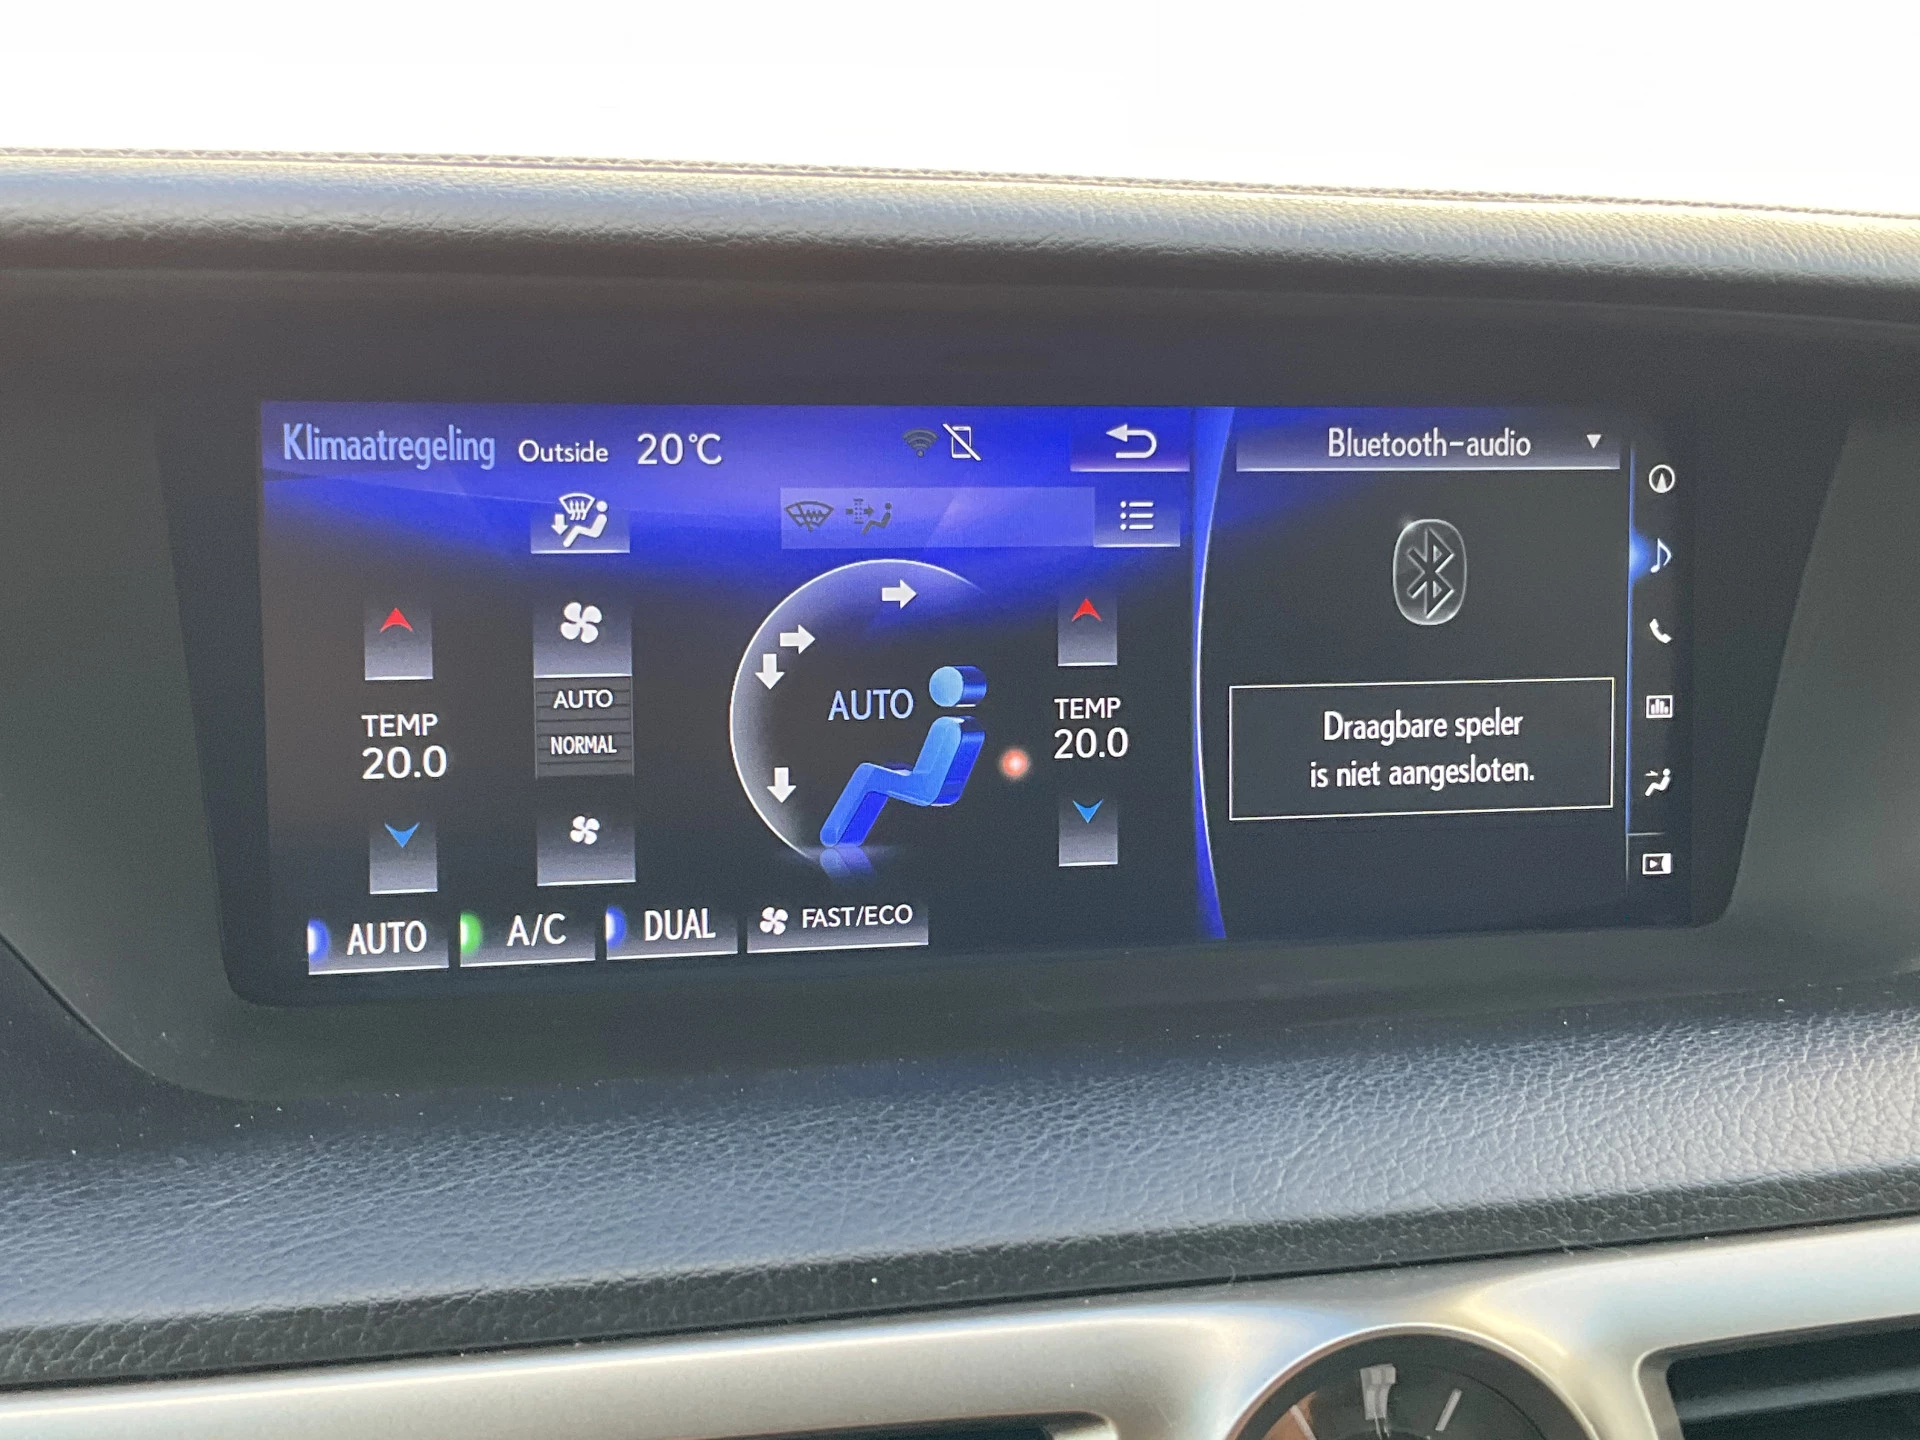 Klimaatregeling Outside 20°C
Bluetooth-audio
AUTO
NORMAL
TEMP
20.0
AUTO
TEMP
20.0
Draagbare speler
is niet aangesloten.
AUTO A/C DUAL FAST/ECO